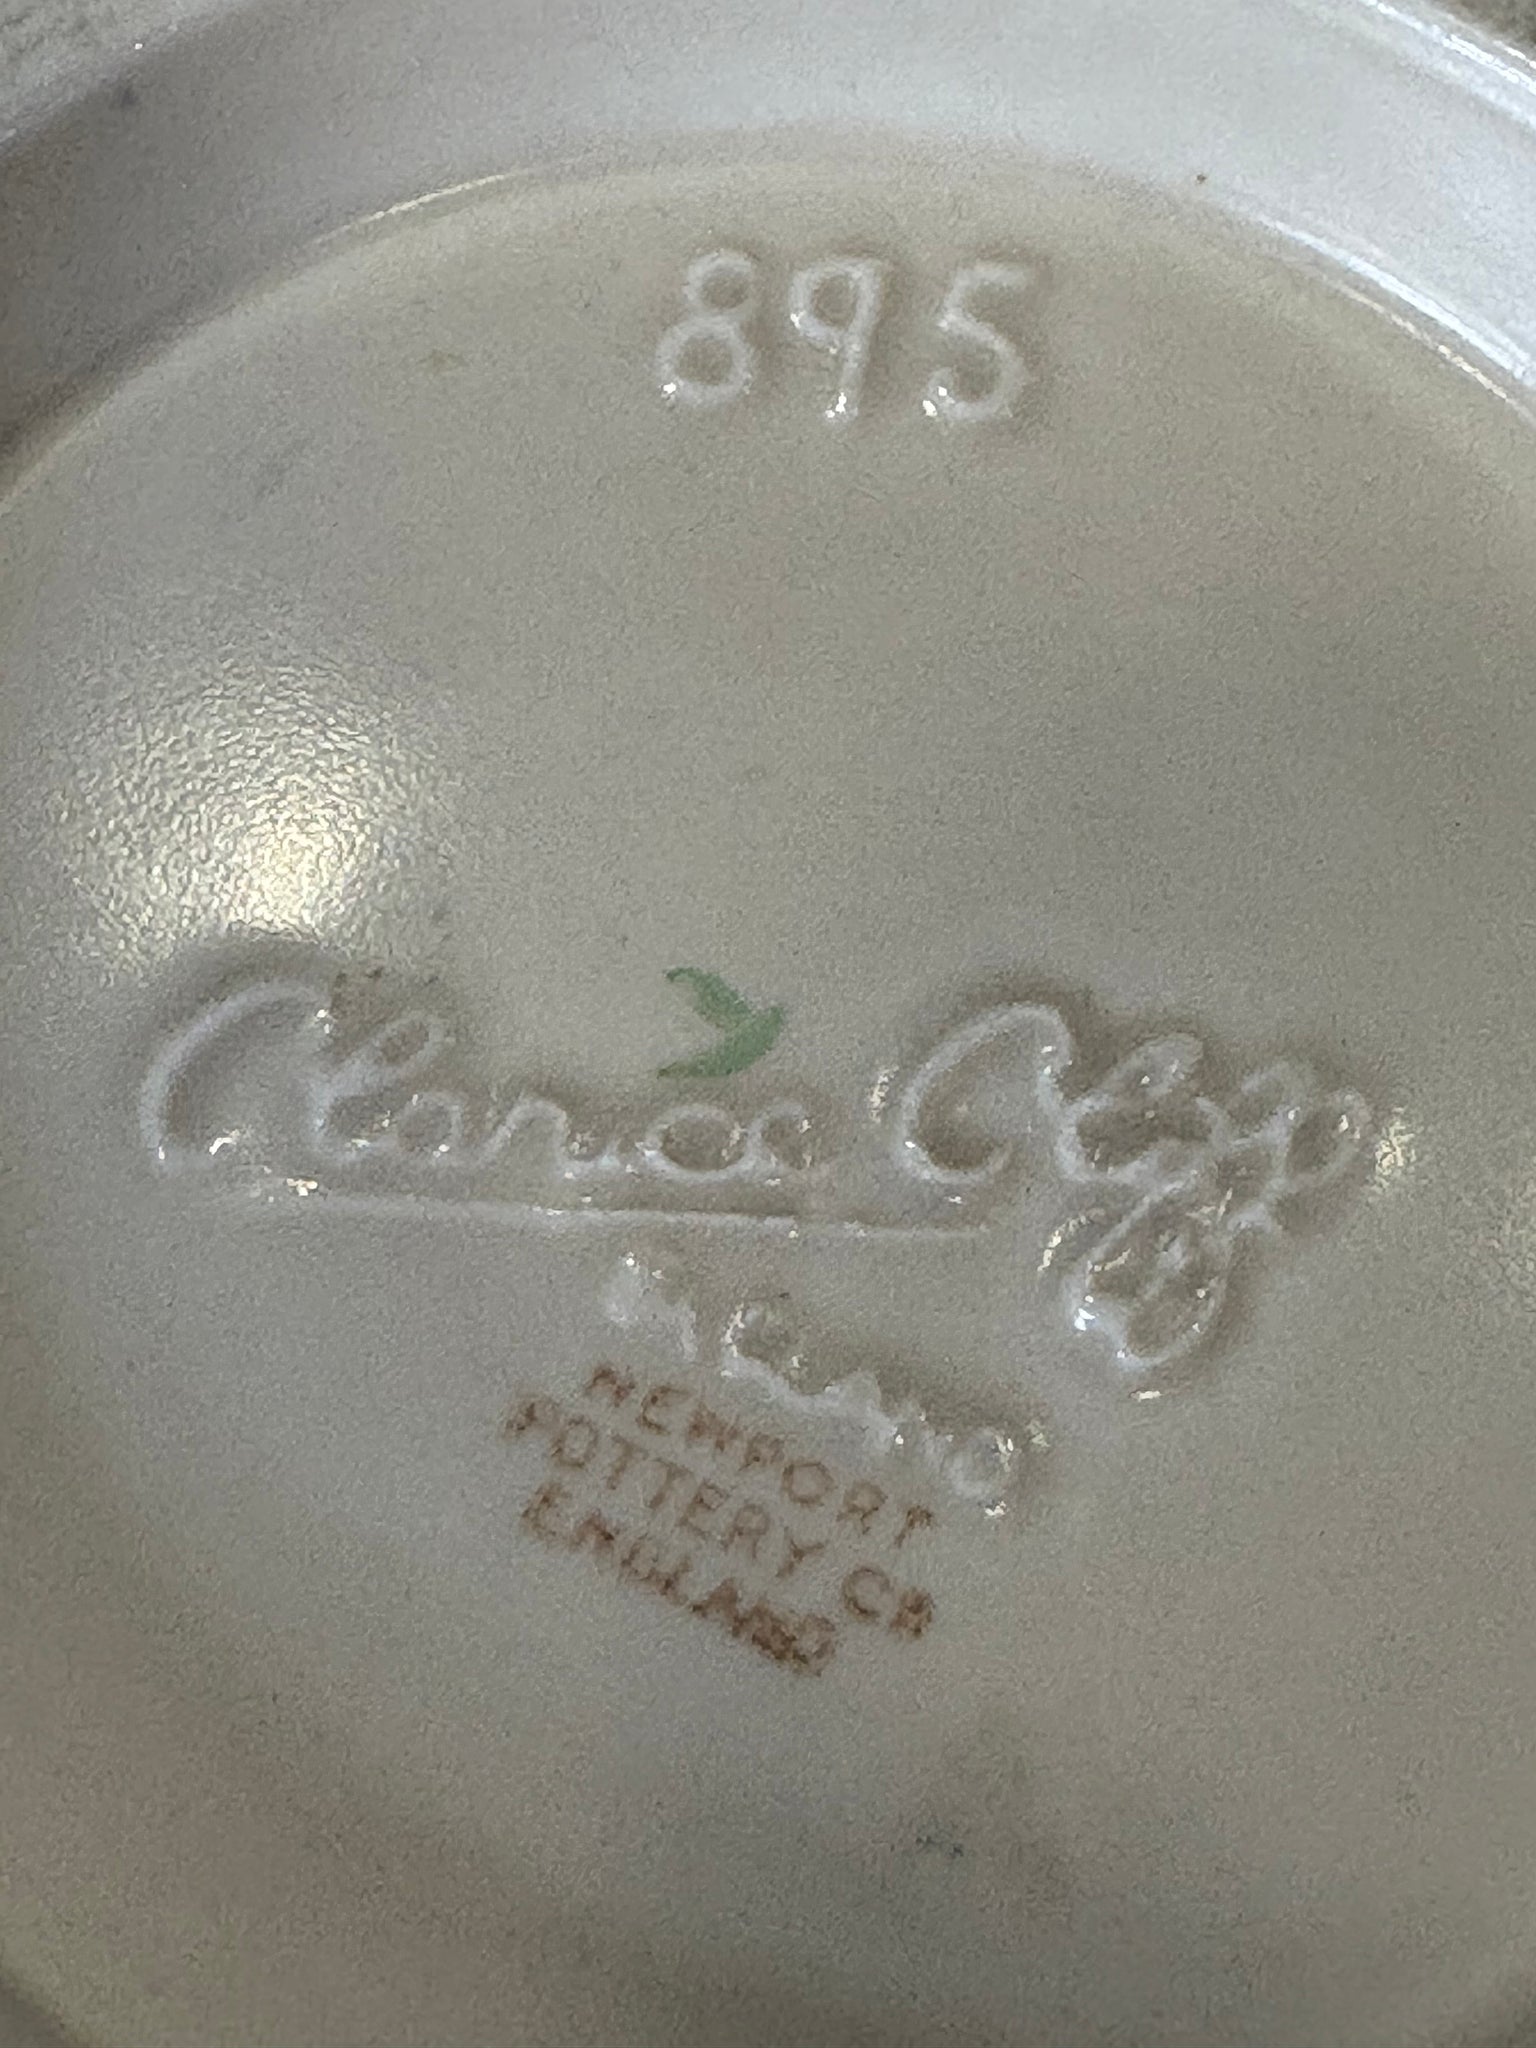 895
Clarice Cliff
NEWPORT
POTTERY Co
ENGLAND